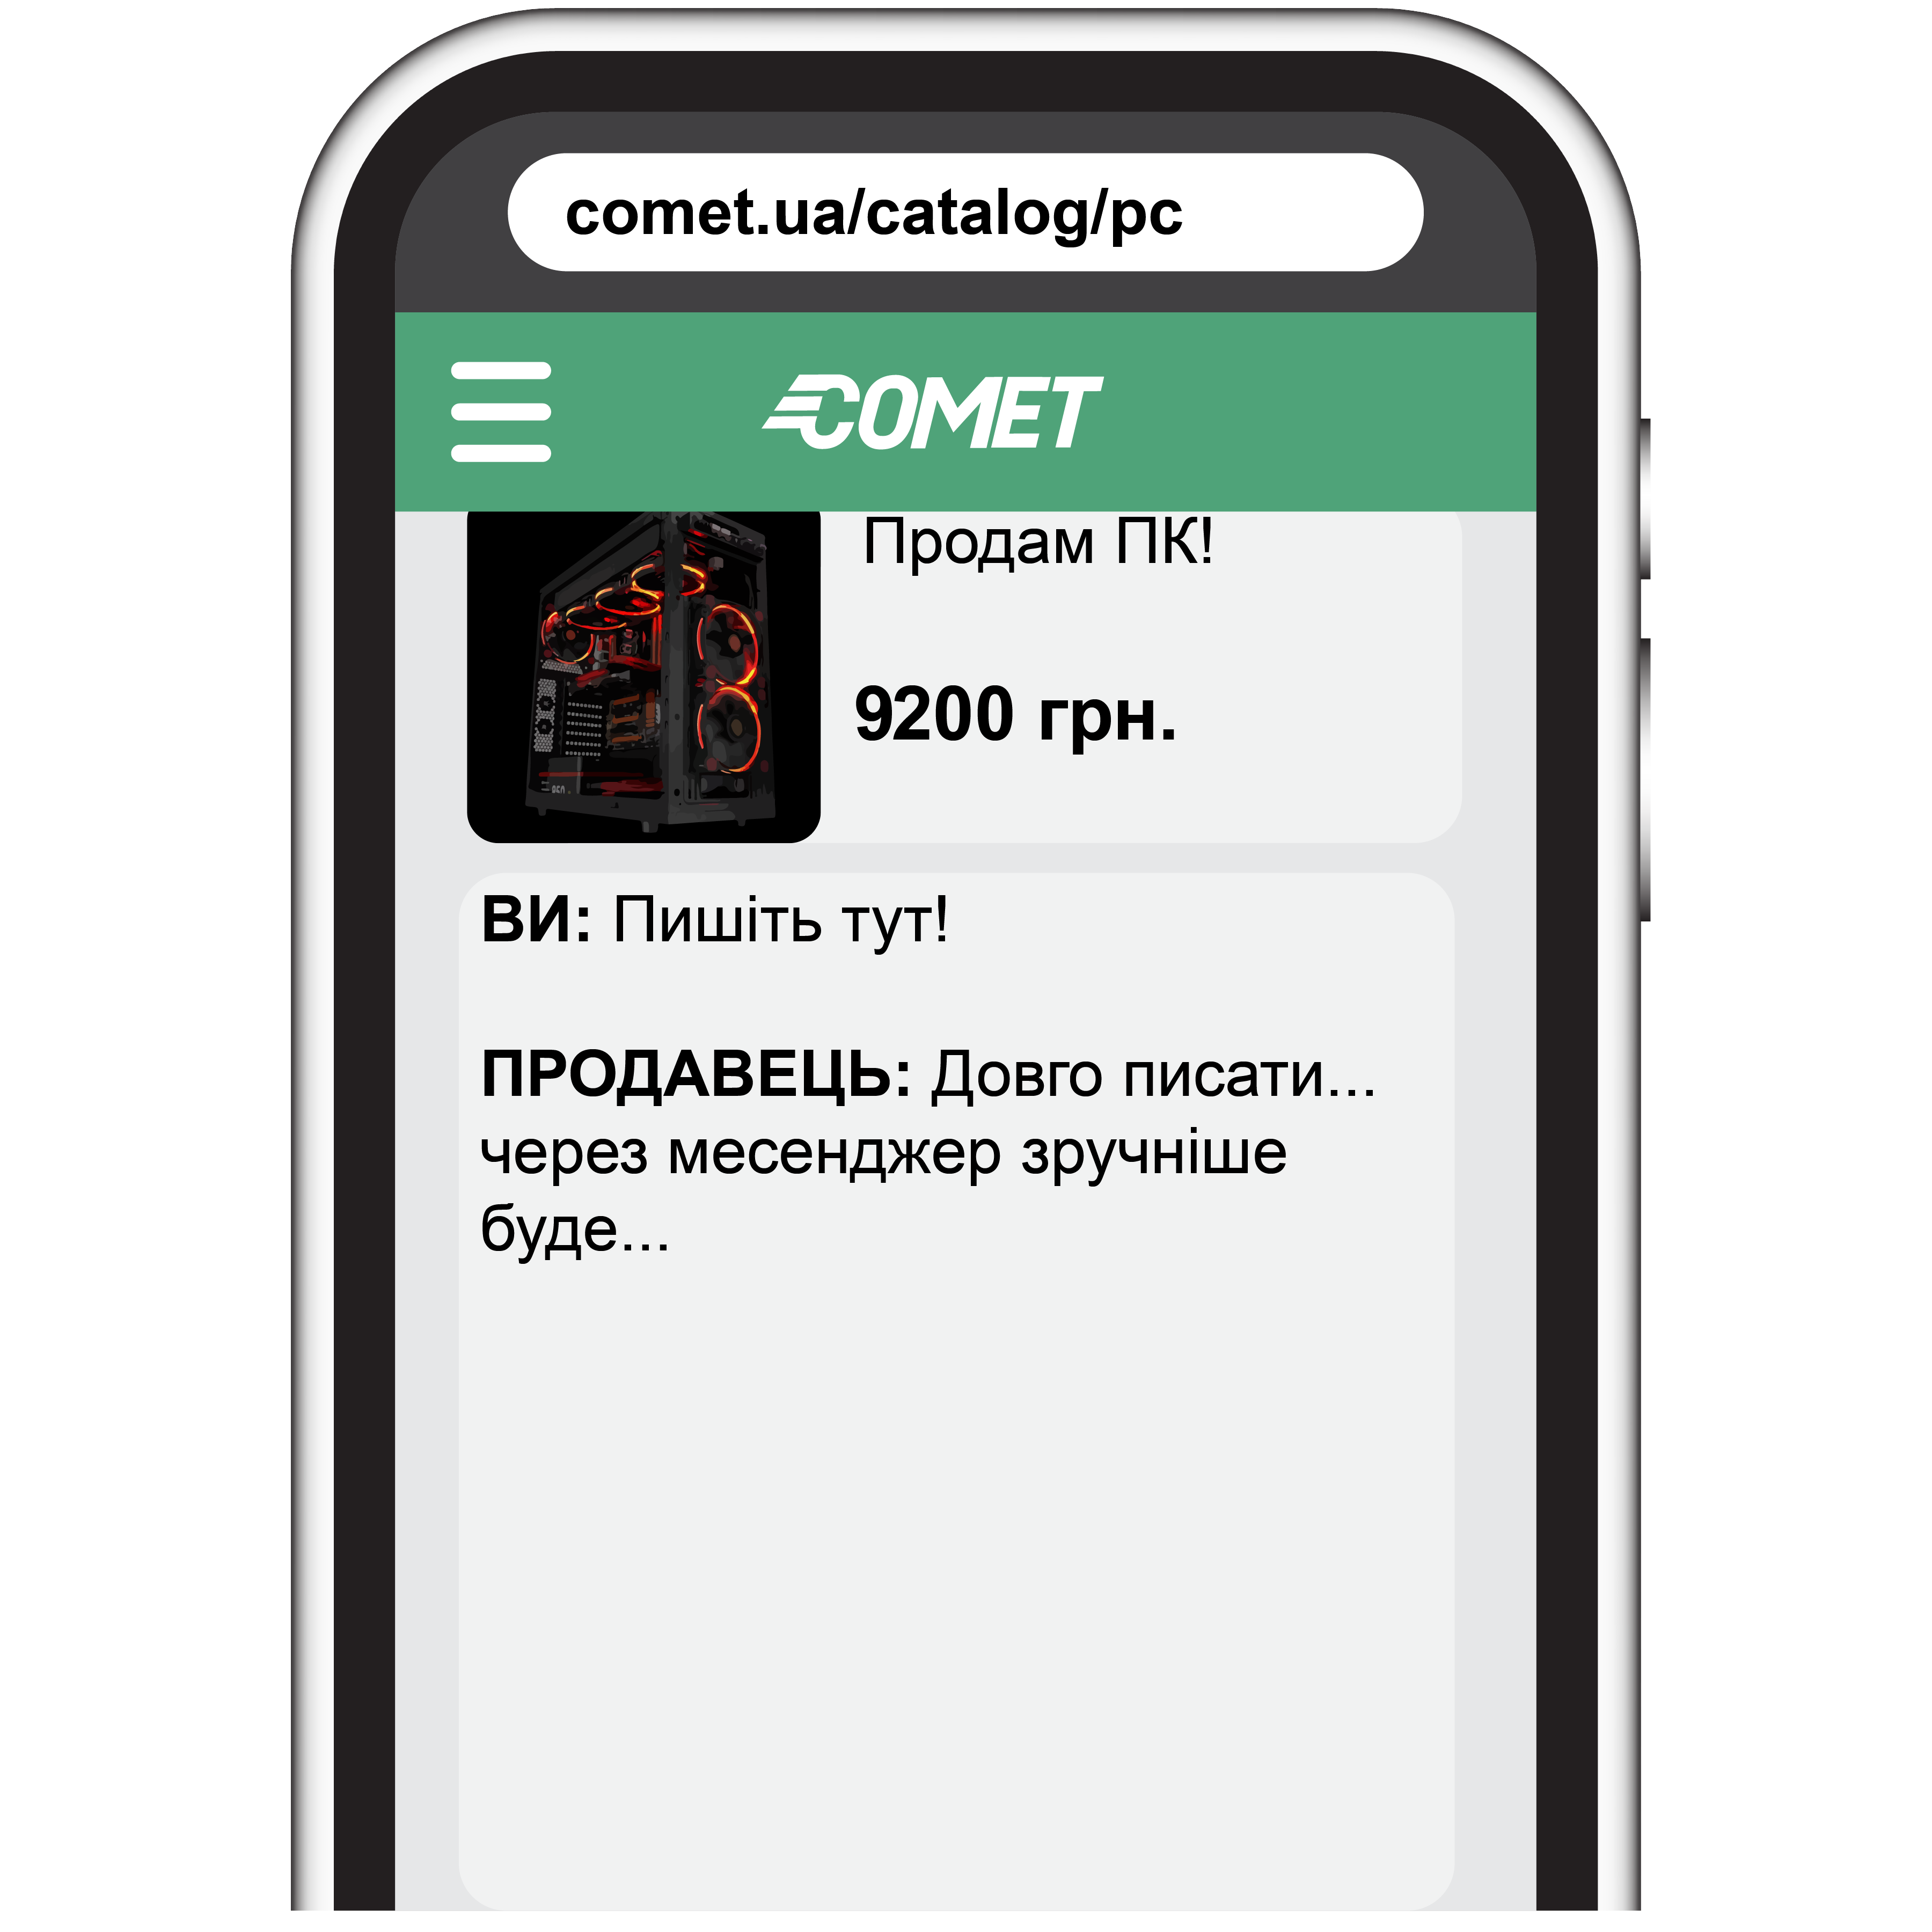 comet.ua/catalog/pc
COMET
Продам ПК!
9200 грн.
ВИ: Пишіть тут!
ПРОДАВЕЦЬ: Довго писати...
через месенджер зручніше
буде...